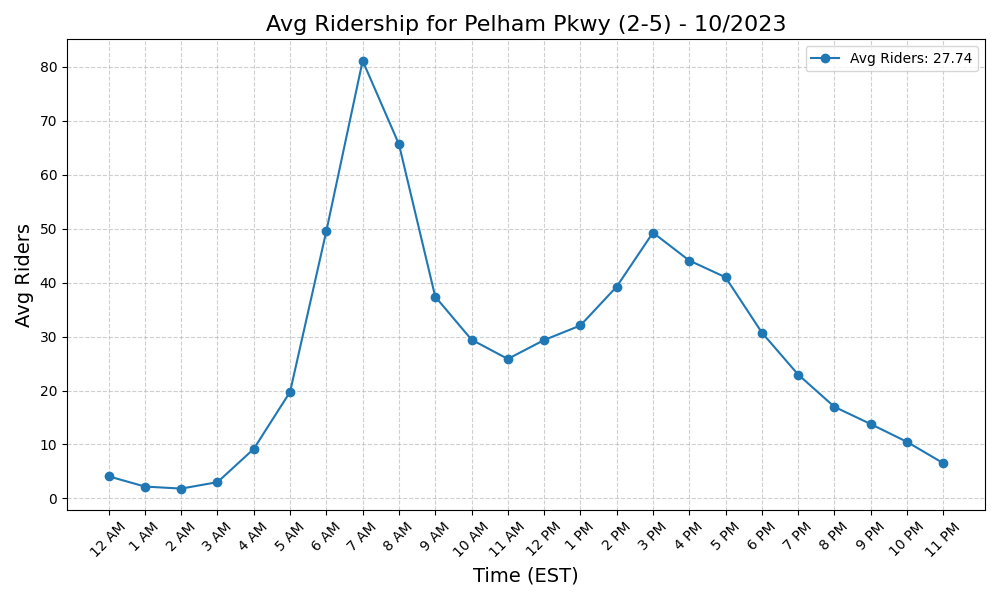 Avg Ridership for Pelham Pkwy (2-5) - 10/2023
Avg Riders: 27.74
Avg Riders
80
70
60
50
40
30
20
10
0
12 AM
1 AM
2 AM
3 AM
4 AM
5 AM
6 AM
7 AM
8 AM
9 AM
10 AM
11 AM
12 PM
1 PM
2 PM
3 PM
4 PM
5 PM
6 PM
7 PM
8 PM
9 PM
10 PM
11 PM
Time (EST)